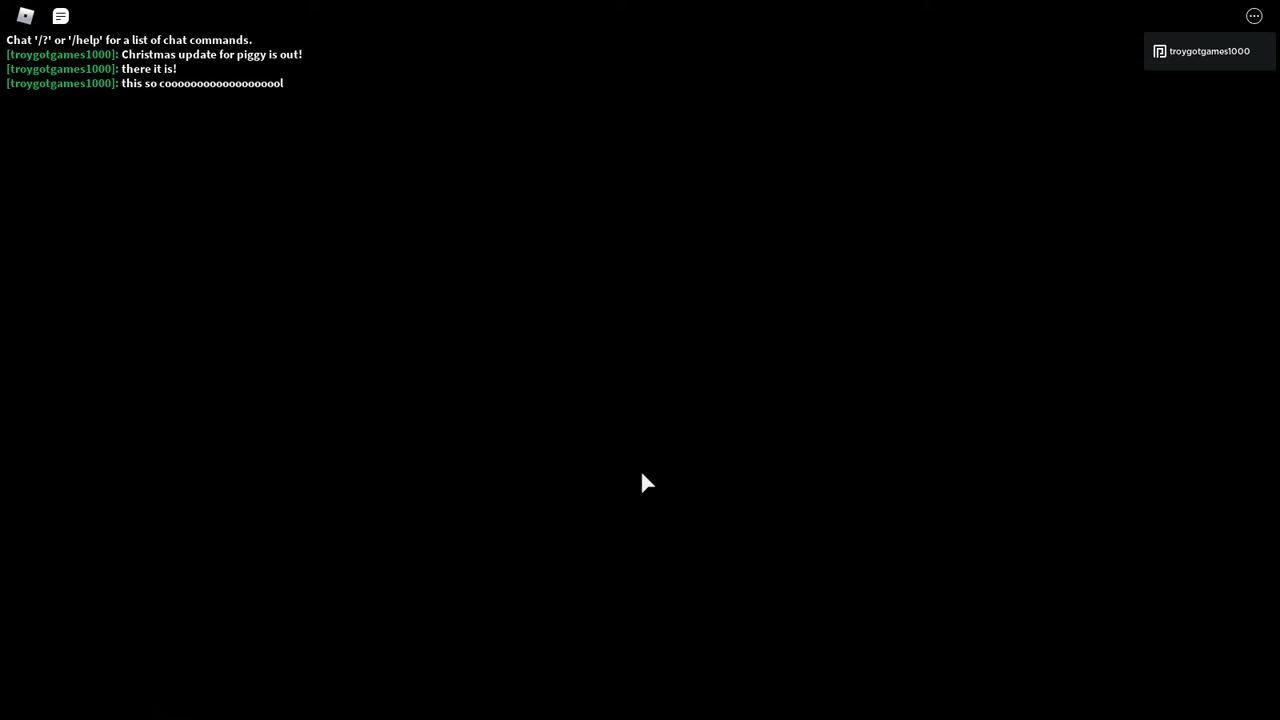 Chat '/?' or '/help' for a list of chat commands.
[troygotgames1000]: Christmas update for piggy is out!
troygotgames1000
[troygotgames1000]: there it is!
[troygotgames1000]: this so coooooooooooooooooool